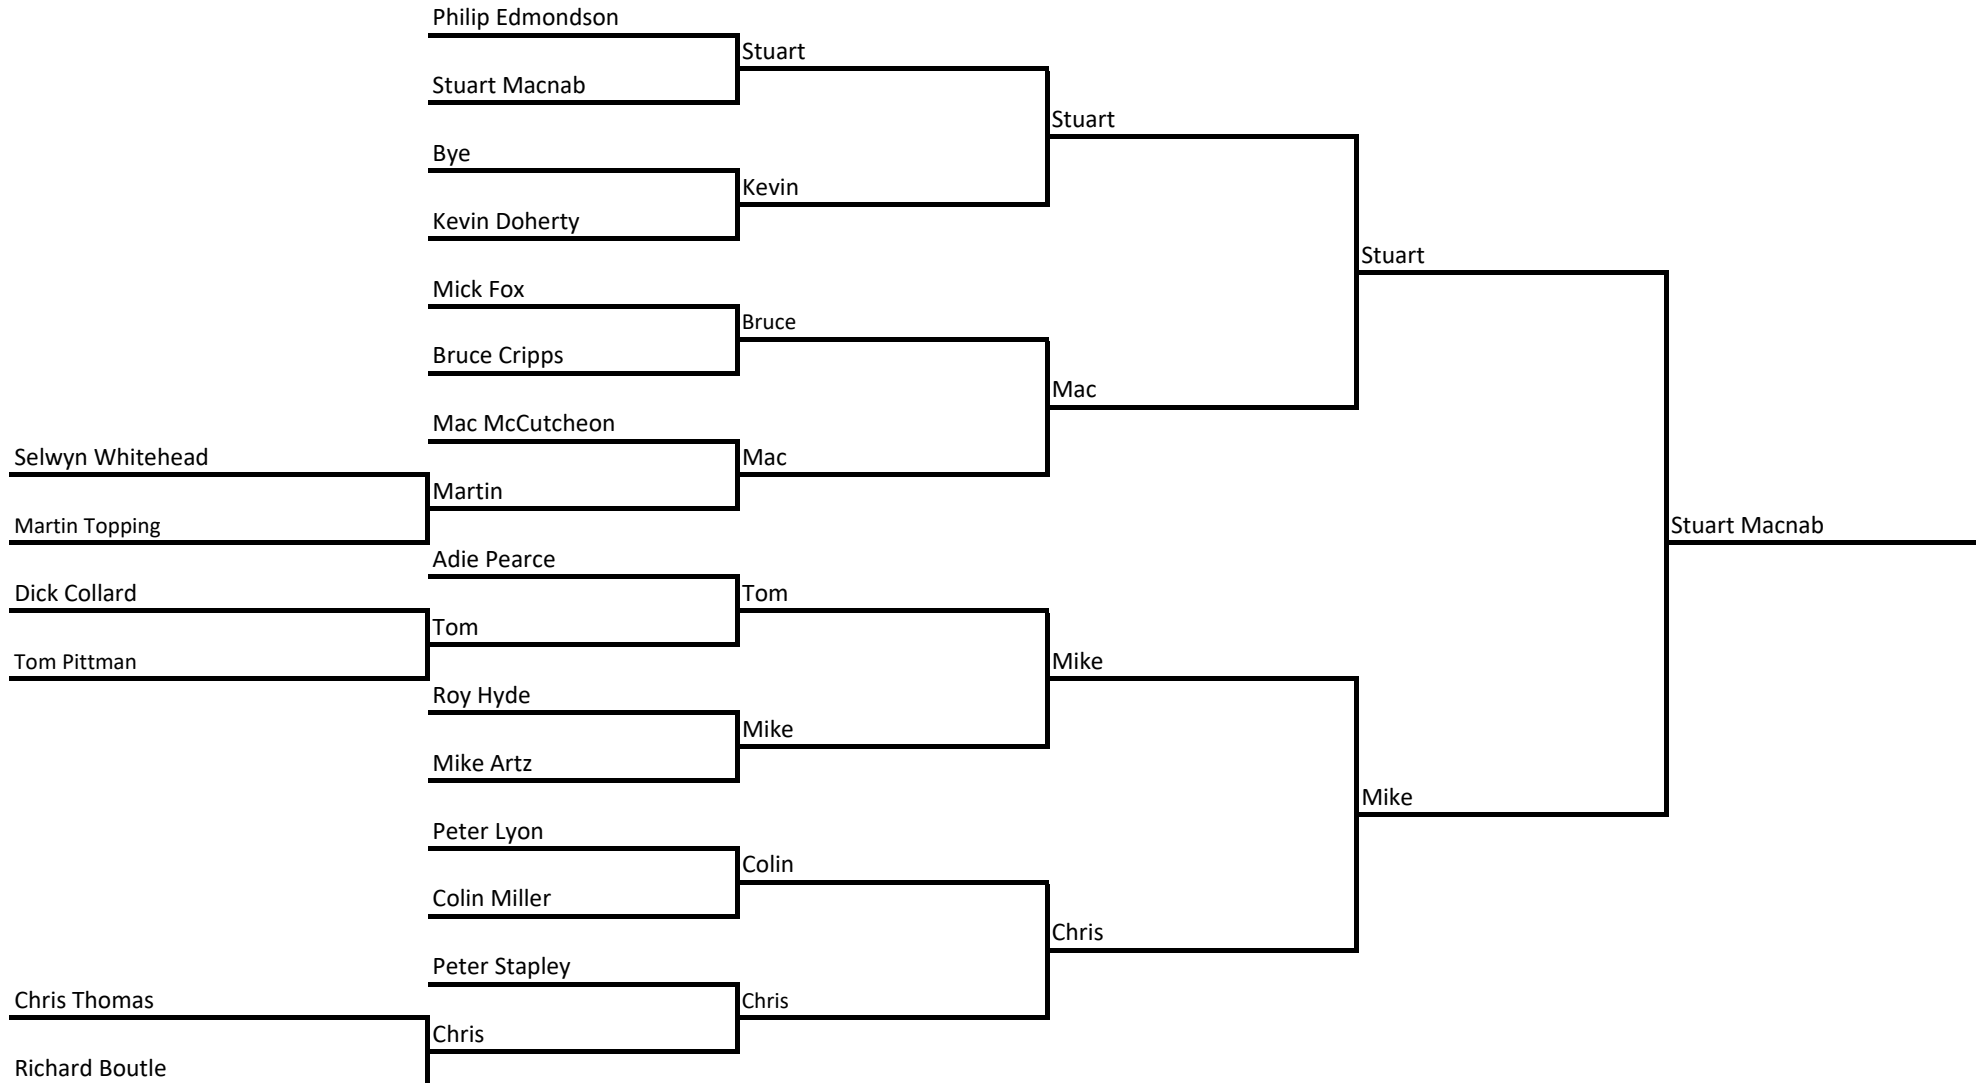 Philip Edmondson
Stuart
Stuart Macnab
Stuart
Bye
Kevin
Kevin Doherty
Stuart
Mick Fox
Bruce
Bruce Cripps
Mac
Mac McCutcheon
Selwyn Whitehead
Mac
Martin
Martin Topping
Stuart Macnab
Adie Pearce
Dick Collard
Tom
Tom
Tom Pittman
Mike
Roy Hyde
Mike
Mike Artz
Mike
Peter Lyon
Colin
Colin Miller
Chris
Peter Stapley
Chris Thomas
Chris
Chris
Richard Boutle